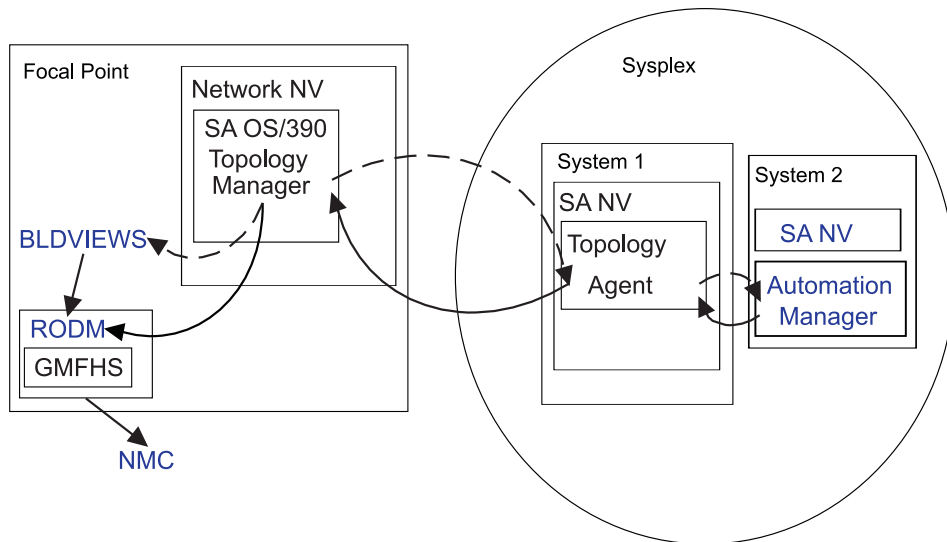 Focal Point
Network NV
SA OS/390
Topology
Manager
BLDVIEWS
RODM
GMFHS
NMC
Sysplex
System 1
SA NV
Topology
Agent
System 2
SA NV
Automation
Manager